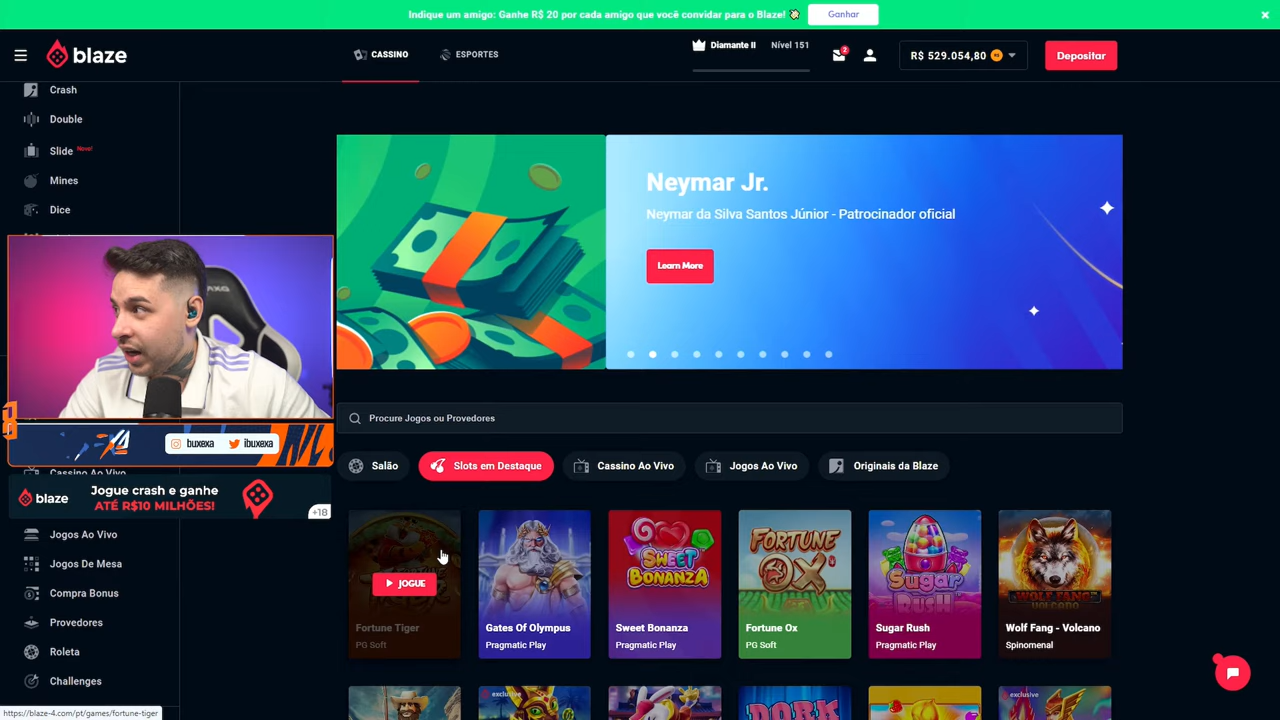 Indique um amigo: Ganhe R$ 20 por cada amigo que você convidar para o Blaze!
Ganhar
blaze
CASSINO
ESPORTES
Diamante II
Nível 151
2
R$ 529.054,80
R$
Depositar
Crash
Double
Slide
Novo!
Mines
Dice
Neymar Jr.
Neymar da Silva Santos Júnior - Patrocinador oficial
Learn More
Procure Jogos ou Provedores
buxexa
ibuxexa
Salão
Slots em Destaque
Cassino Ao Vivo
Jogos Ao Vivo
Originais da Blaze
Cassino Ao Vivo
blaze
Jogue crash e ganhe
ATÉ R$10 MILHÕES!
+18
Jogos Ao Vivo
Jogos De Mesa
Compra Bonus
Provedores
Roleta
Challenges
JOGUE
Fortune Tiger
PG Soft
Gates Of Olympus
Pragmatic Play
SWEET
BONANZA
Sweet Bonanza
Pragmatic Play
FORTUNE
OX
Fortune Ox
PG Soft
Sugar
RUSH
Sugar Rush
Pragmatic Play
WOLF FANG
VOLCANO
Wolf Fang - Volcano
Spinomenal
exclusive
DORK
exclusive
https://blaze-4.com/pt/games/fortune-tiger